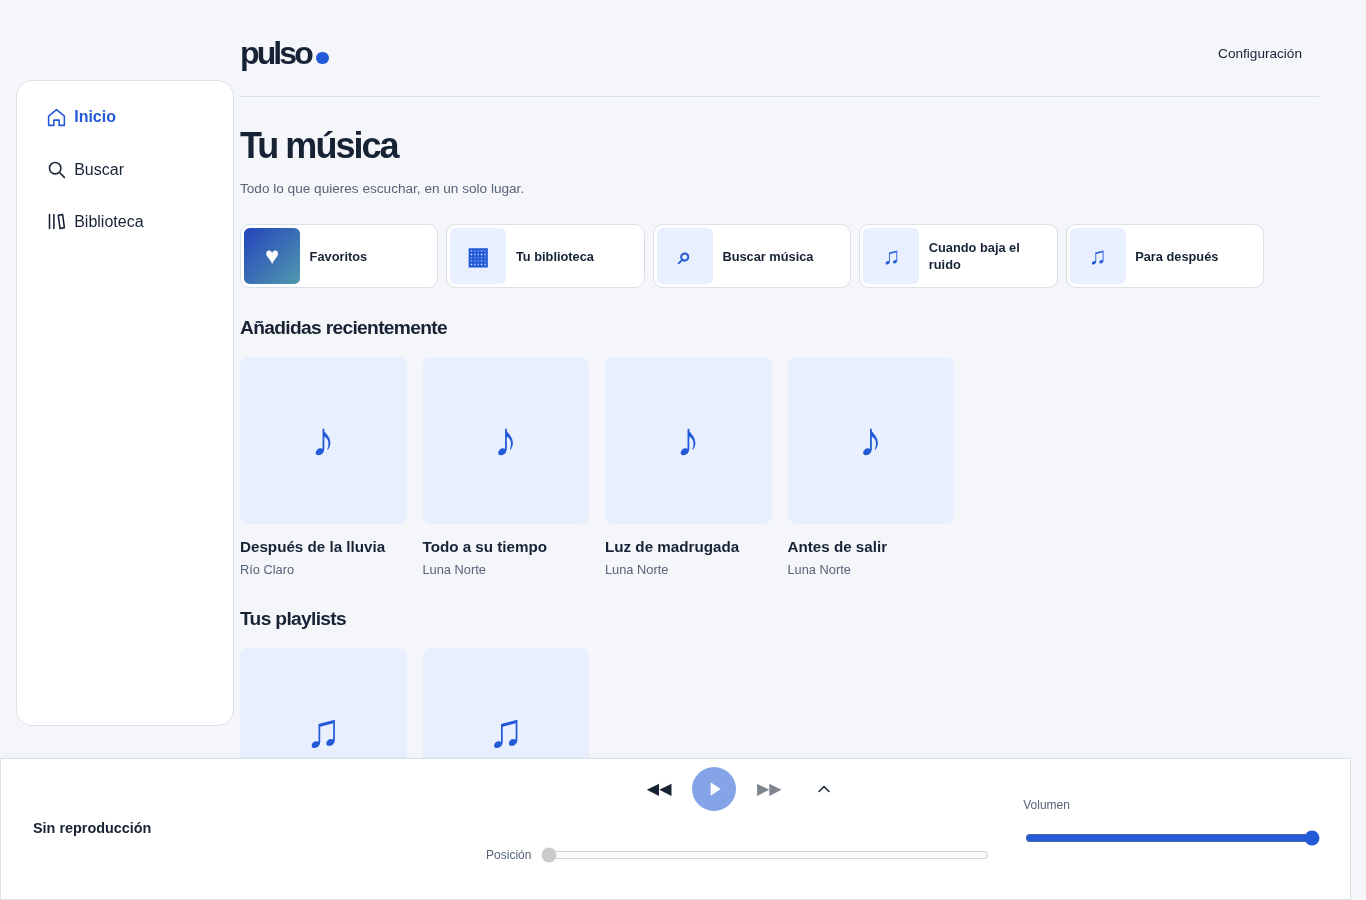 pulso
Configuración
Inicio
Buscar
Biblioteca
Tu música
Todo lo que quieres escuchar, en un solo lugar.
Favoritos
Tu biblioteca
Buscar música
Cuando baja el
ruido
Para después
Añadidas recientemente
Después de la lluvia
Río Claro
Todo a su tiempo
Luna Norte
Luz de madrugada
Luna Norte
Antes de salir
Luna Norte
Tus playlists
Sin reproducción
Posición
Volumen